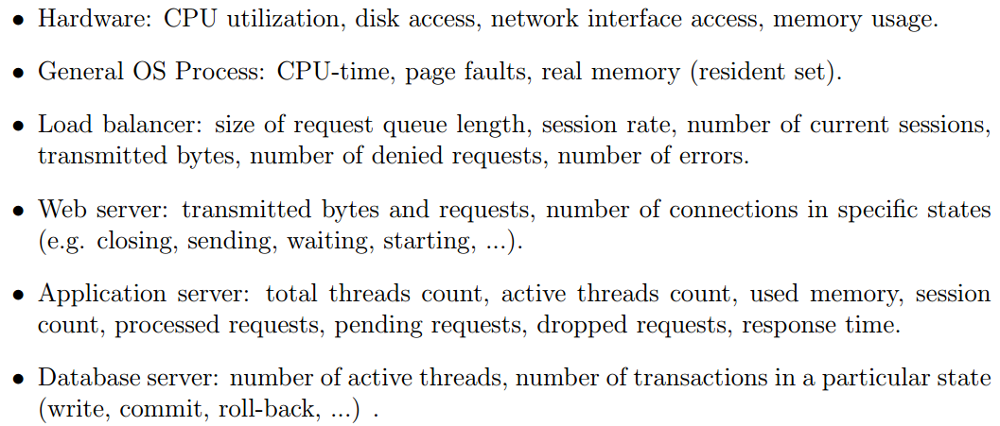 • Hardware: CPU utilization, disk access, network interface access, memory usage.
• General OS Process: CPU-time, page faults, real memory (resident set).
• Load balancer: size of request queue length, session rate, number of current sessions,
transmitted bytes, number of denied requests, number of errors.
• Web server: transmitted bytes and requests, number of connections in specific states
(e.g. closing, sending, waiting, starting, ...).
• Application server: total threads count, active threads count, used memory, session
count, processed requests, pending requests, dropped requests, response time.
• Database server: number of active threads, number of transactions in a particular state
(write, commit, roll-back, ...) .